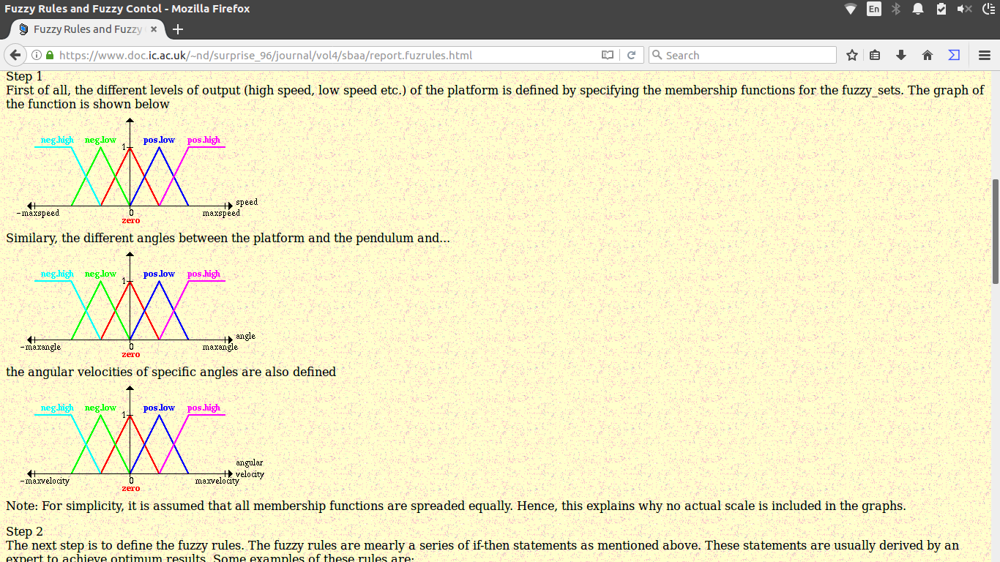 Fuzzy Rules and Fuzzy Contol - Mozilla Firefox
En
Fuzzy Rules and Fuzzy
https://www.doc.ic.ac.uk/~nd/surprise_96/journal/vol4/sbaa/report.fuzrules.html
Search
Step 1
First of all, the different levels of output (high speed, low speed etc.) of the platform is defined by specifying the membership functions for the fuzzy_sets. The graph of
the function is shown below
neg.high neg.low pos.low pos.high
1
speed
-maxspeed 0 maxspeed
zero
Similary, the different angles between the platform and the pendulum and...
neg.high neg.low pos.low pos.high
1
angle
-maxangle 0 maxangle
zero
the angular velocities of specific angles are also defined
neg.high neg.low pos.low pos.high
1
angular
velocity
-maxvelocity 0 maxvelocity
zero
Note: For simplicity, it is assumed that all membership functions are spreaded equally. Hence, this explains why no actual scale is included in the graphs.
Step 2
The next step is to define the fuzzy rules. The fuzzy rules are mearly a series of if-then statements as mentioned above. These statements are usually derived by an
expert to achieve optimum results. Some examples of these rules are: